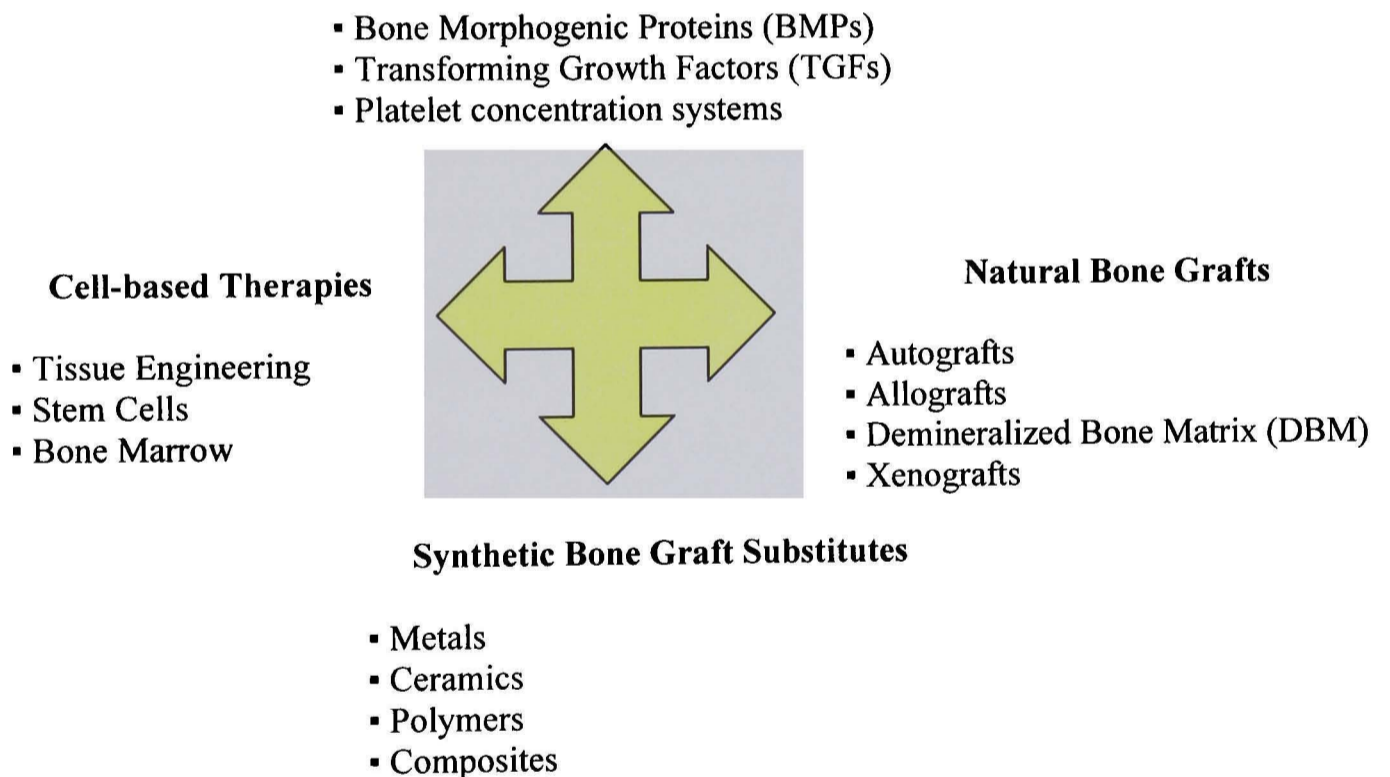 ▪ Bone Morphogenic Proteins (BMPs)
▪ Transforming Growth Factors (TGFs)
▪ Platelet concentration systems
Cell-based Therapies
▪ Tissue Engineering
▪ Stem Cells
▪ Bone Marrow
Natural Bone Grafts
▪ Autografts
▪ Allografts
▪ Demineralized Bone Matrix (DBM)
▪ Xenografts
Synthetic Bone Graft Substitutes
▪ Metals
▪ Ceramics
▪ Polymers
▪ Composites